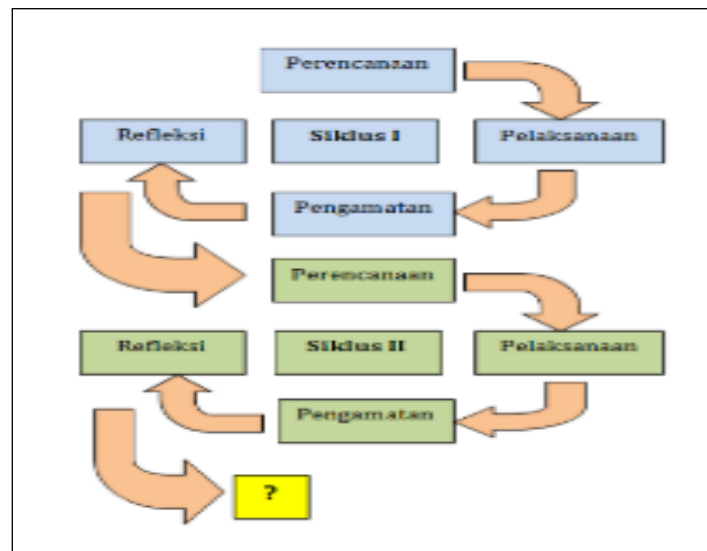 Perencanaan
Refleksi
Siklus I
Pelaksanaan
Pengamatan
Perencanaan
Refleksi
Siklus II
Pelaksanaan
Pengamatan
?